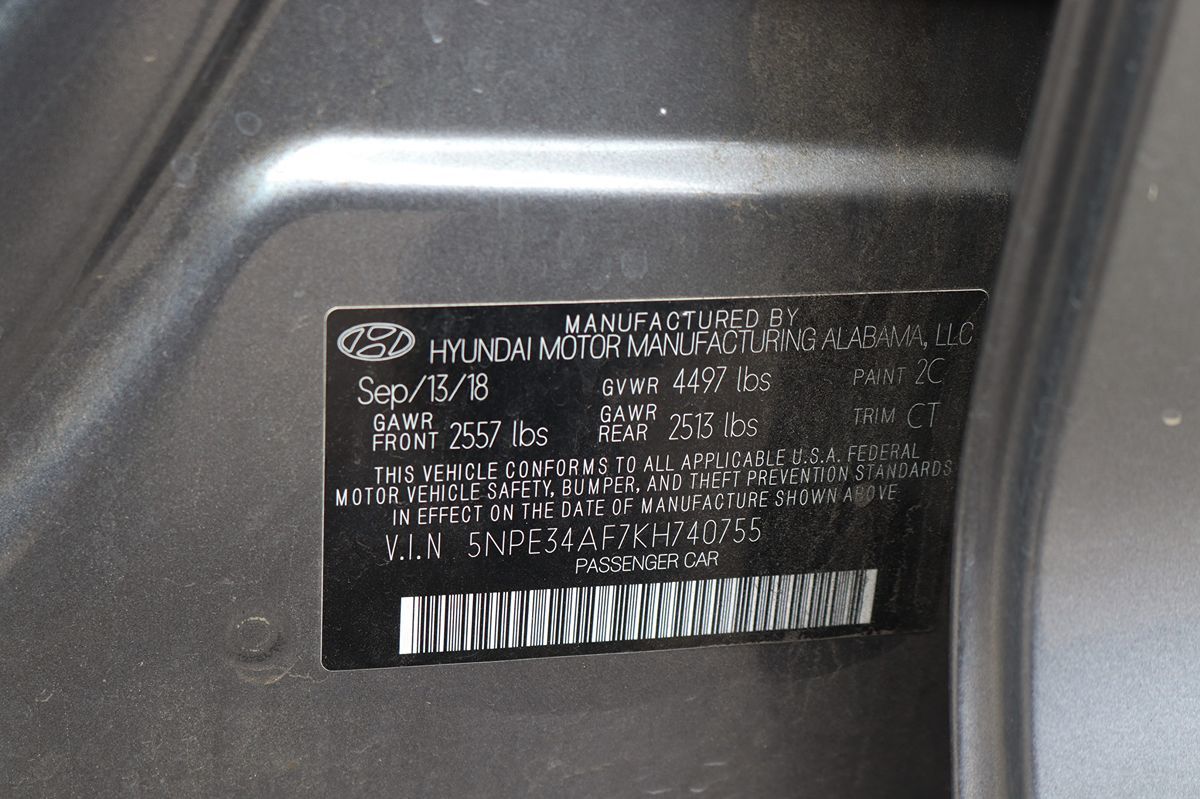 MANUFACTURED BY
HYUNDAI MOTOR MANUFACTURING ALABAMA, LLC
Sep/13/18 GVWR 4497 lbs PAINT 2C
GAWR FRONT 2557 lbs GAWR REAR 2513 lbs TRIM CT
THIS VEHICLE CONFORMS TO ALL APPLICABLE U.S.A. FEDERAL
MOTOR VEHICLE SAFETY, BUMPER, AND THEFT PREVENTION STANDARDS
IN EFFECT ON THE DATE OF MANUFACTURE SHOWN ABOVE.
V.I.N 5NPE34AF7KH740755
PASSENGER CAR